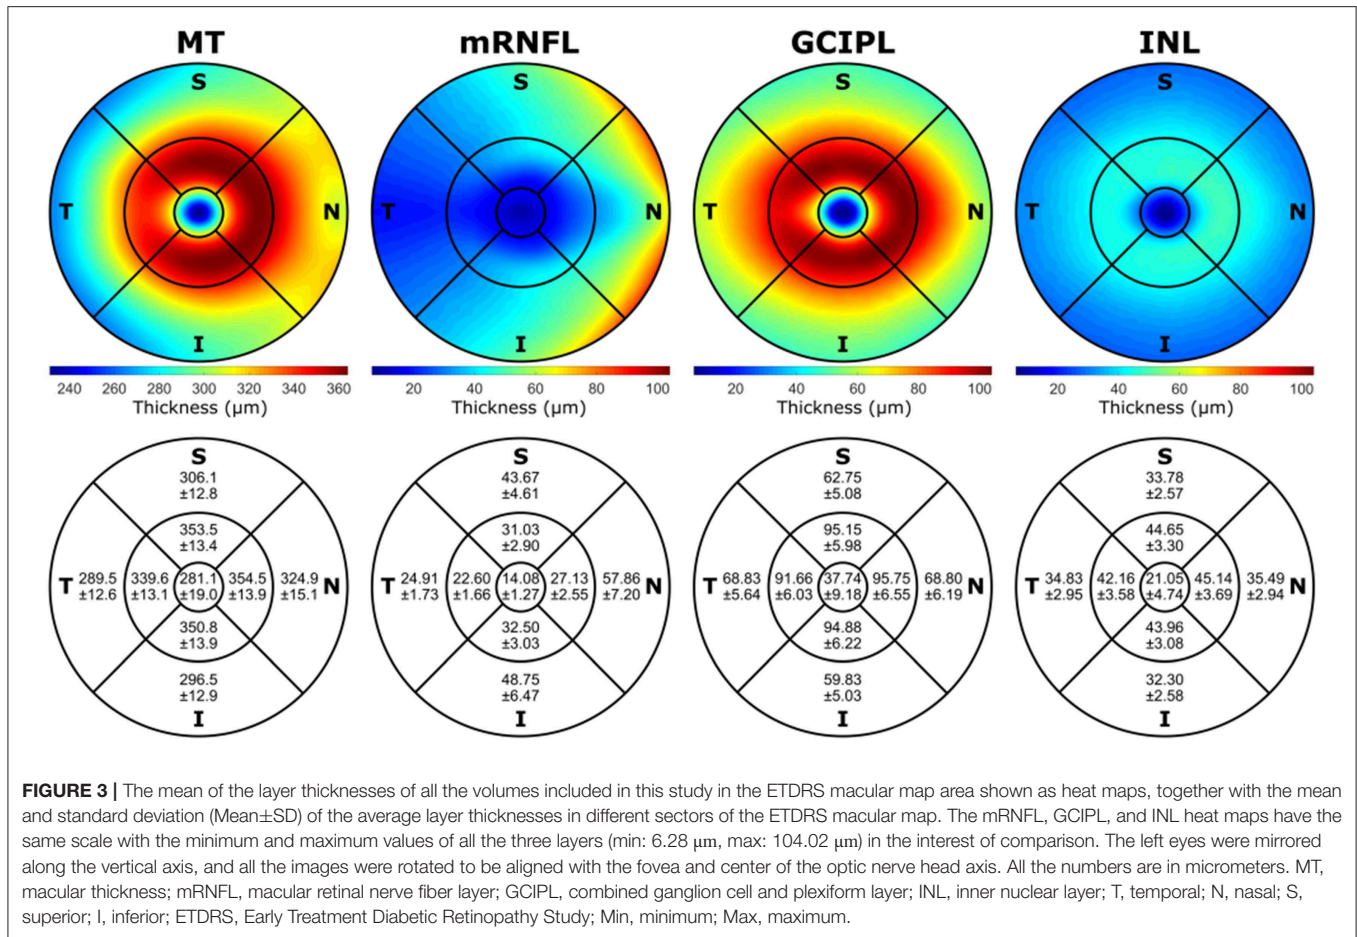 MT mRNFL GCIPL INL
S S S S
T N T N T N T N
I I I I
240 260 280 300 320 340 360 20 40 60 80 100 20 40 60 80 100 20 40 60 80 100
Thickness (μm) Thickness (μm) Thickness (μm) Thickness (μm)
S S S S
306.1 43.67 62.75 33.78
±12.8 ±4.61 ±5.08 ±2.57
353.5 31.03 95.15 44.65
±13.4 ±2.90 ±5.98 ±3.30
T 289.5 339.6 281.1 354.5 324.9 N T 24.91 22.60 14.08 27.13 57.86 N T 68.83 91.66 37.74 95.75 68.80 N T 34.83 42.16 21.05 45.14 35.49 N
±12.6 ±13.1 ±19.0 ±13.9 ±15.1 ±1.73 ±1.66 ±1.27 ±2.55 ±7.20 ±5.64 ±6.03 ±9.18 ±6.55 ±6.19 ±2.95 ±3.58 ±4.74 ±3.69 ±2.94
350.8 32.50 94.88 43.96
±13.9 ±3.03 ±6.22 ±3.08
296.5 48.75 59.83 32.30
±12.9 ±6.47 ±5.03 ±2.58
I I I I
FIGURE 3 | The mean of the layer thicknesses of all the volumes included in this study in the ETDRS macular map area shown as heat maps, together with the mean
and standard deviation (Mean±SD) of the average layer thicknesses in different sectors of the ETDRS macular map. The mRNFL, GCIPL, and INL heat maps have the
same scale with the minimum and maximum values of all the three layers (min: 6.28 μm, max: 104.02 μm) in the interest of comparison. The left eyes were mirrored
along the vertical axis, and all the images were rotated to be aligned with the fovea and center of the optic nerve head axis. All the numbers are in micrometers. MT,
macular thickness; mRNFL, macular retinal nerve fiber layer; GCIPL, combined ganglion cell and plexiform layer; INL, inner nuclear layer; T, temporal; N, nasal; S,
superior; I, inferior; ETDRS, Early Treatment Diabetic Retinopathy Study; Min, minimum; Max, maximum.